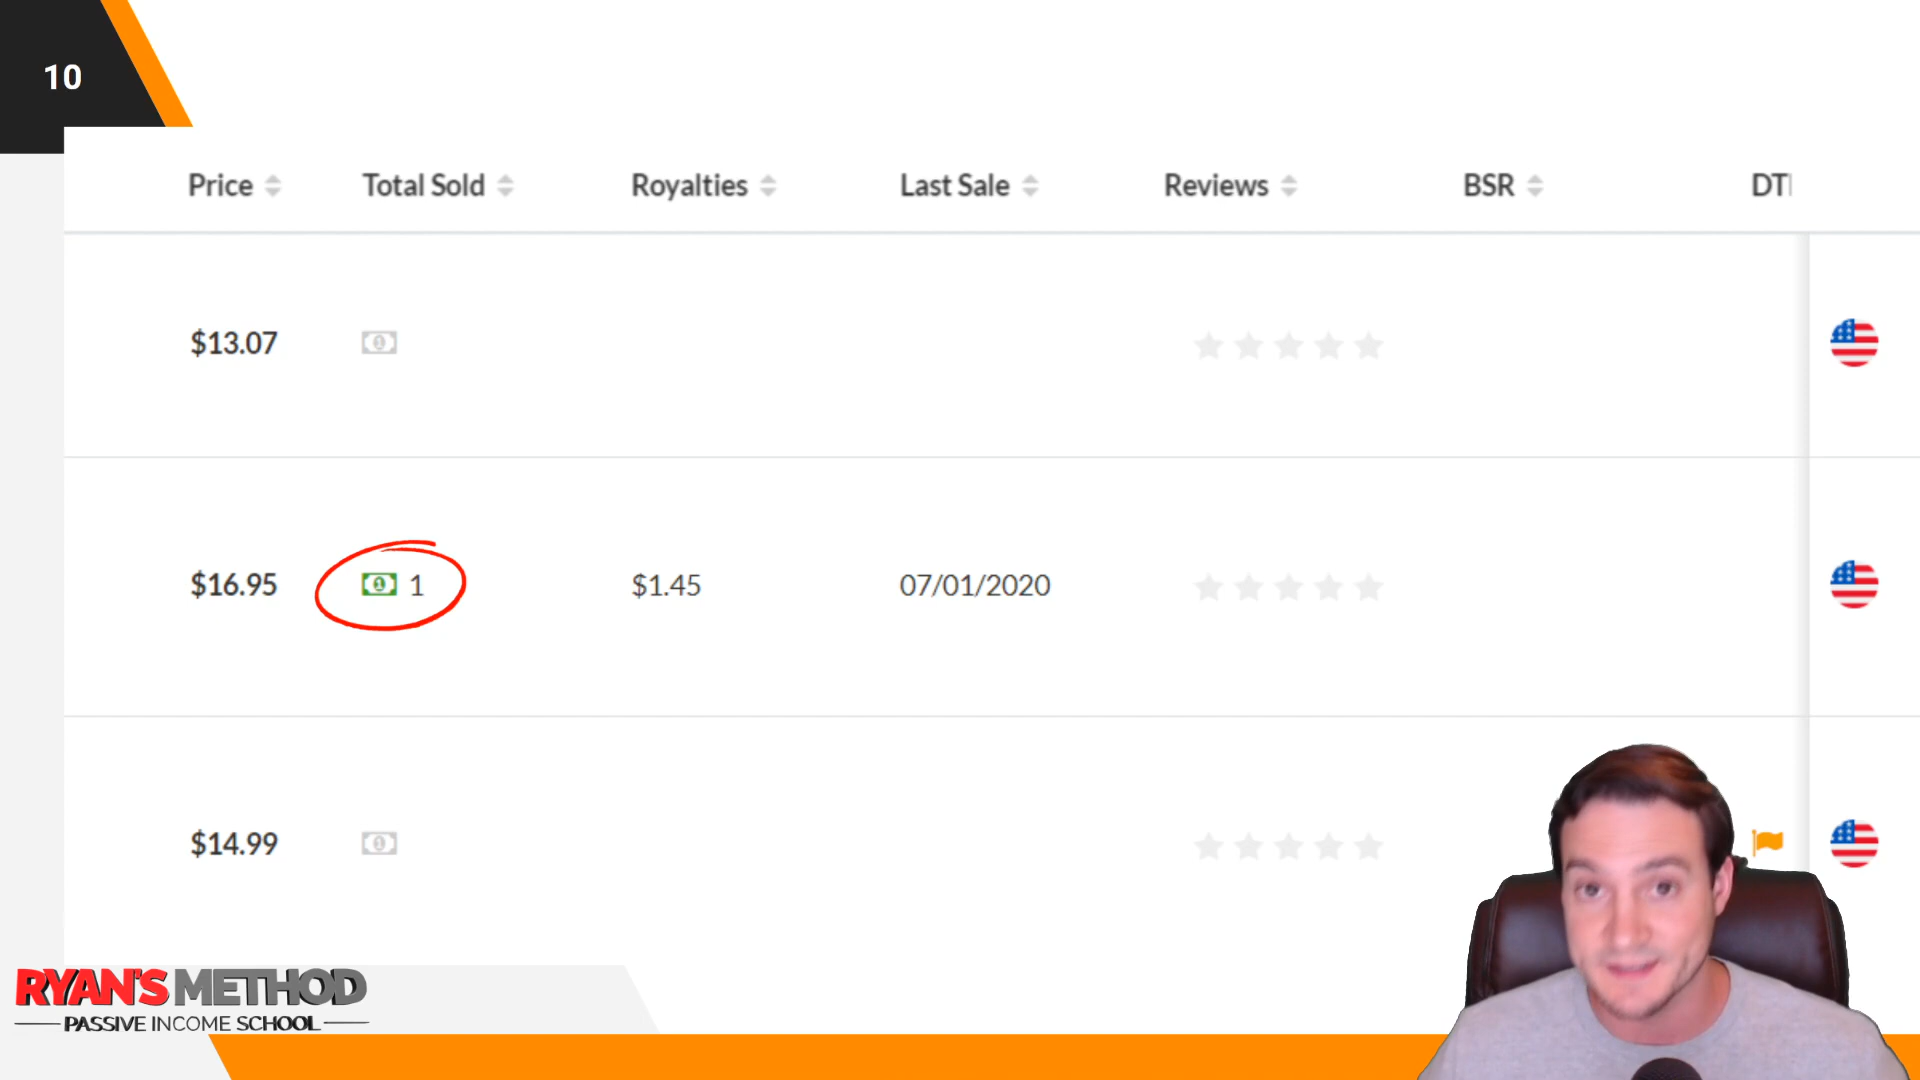 10
Price Total Sold Royalties Last Sale Reviews BSR DT
$13.07
$16.95 1 $1.45 07/01/2020
$14.99
RYAN'S METHOD
PASSIVE INCOME SCHOOL